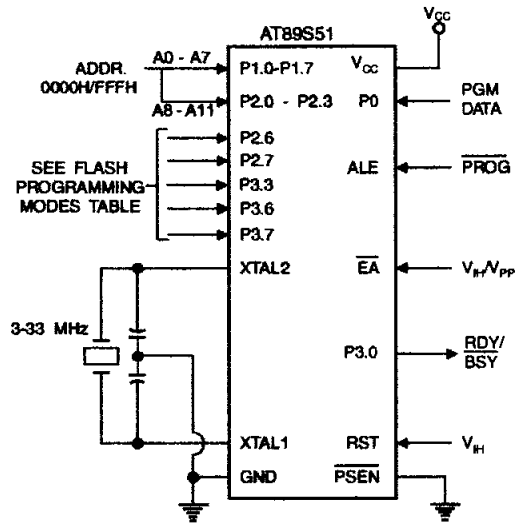 AT89S51
VCC
ADDR.
0000H/FFFH
A0 - A7
P1.0-P1.7
VCC
A8 - A11
P2.0 - P2.3
P0
PGM
DATA
P2.6
P2.7
ALE
PROG
SEE FLASH
PROGRAMMING
MODES TABLE
P3.3
P3.6
P3.7
XTAL2
EA
VIH/VPP
3-33 MHz
P3.0
RDY/
BSY
XTAL1
RST
VIH
GND
PSEN